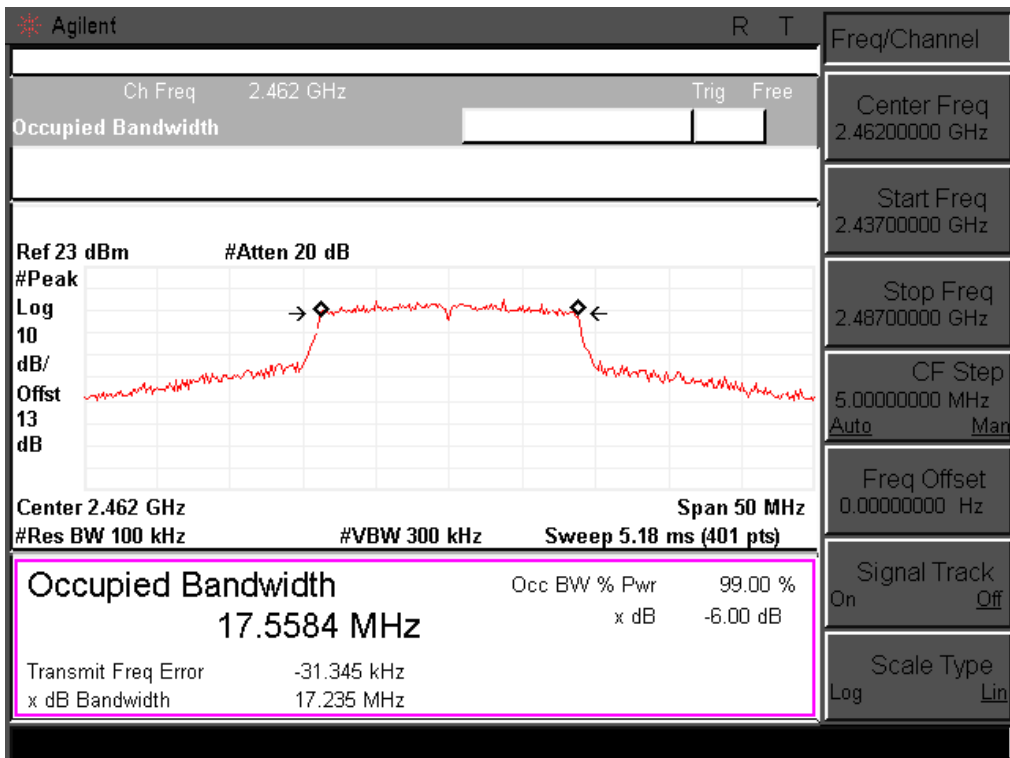 Agilent R T
Ch Freq 2.462 GHz Trig Free
Occupied Bandwidth
Ref 23 dBm #Atten 20 dB
#Peak
Log
10
dB/
Offst
13
dB
Center 2.462 GHz Span 50 MHz
#Res BW 100 kHz #VBW 300 kHz Sweep 5.18 ms (401 pts)
Occupied Bandwidth Occ BW % Pwr 99.00 %
17.5584 MHz x dB -6.00 dB
Transmit Freq Error -31.345 kHz
x dB Bandwidth 17.235 MHz
Freq/Channel
Center Freq
2.46200000 GHz
Start Freq
2.43700000 GHz
Stop Freq
2.48700000 GHz
CF Step
5.00000000 MHz
Auto Man
Freq Offset
0.00000000 Hz
Signal Track
On Off
Scale Type
Log Lin